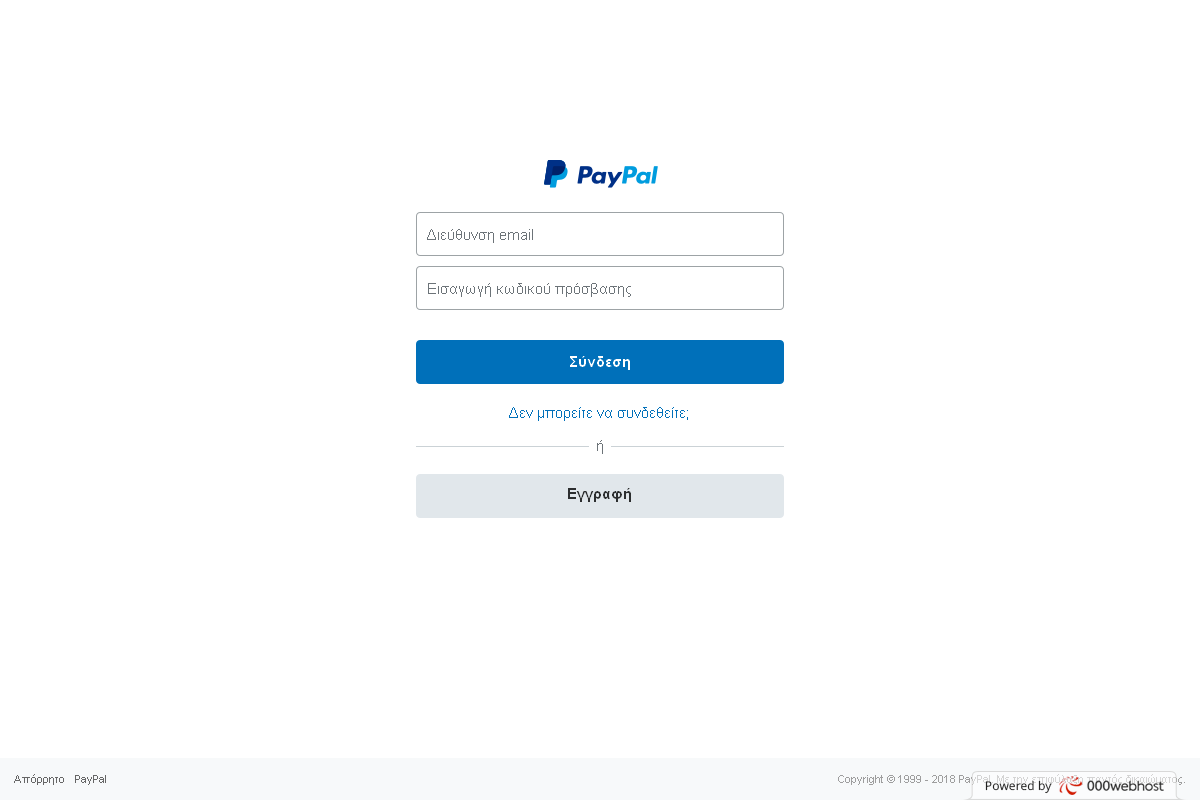 PayPal
Διεύθυνση email
Εισαγωγή κωδικού πρόσβασης
Σύνδεση
Δεν μπορείτε να συνδεθείτε;
ή
Εγγραφή
Απόρρητο PayPal
Copyright © 1999 - 2018 PayPal. Με την επιφύλαξη παντός δικαιώματος.
Powered by 000webhost